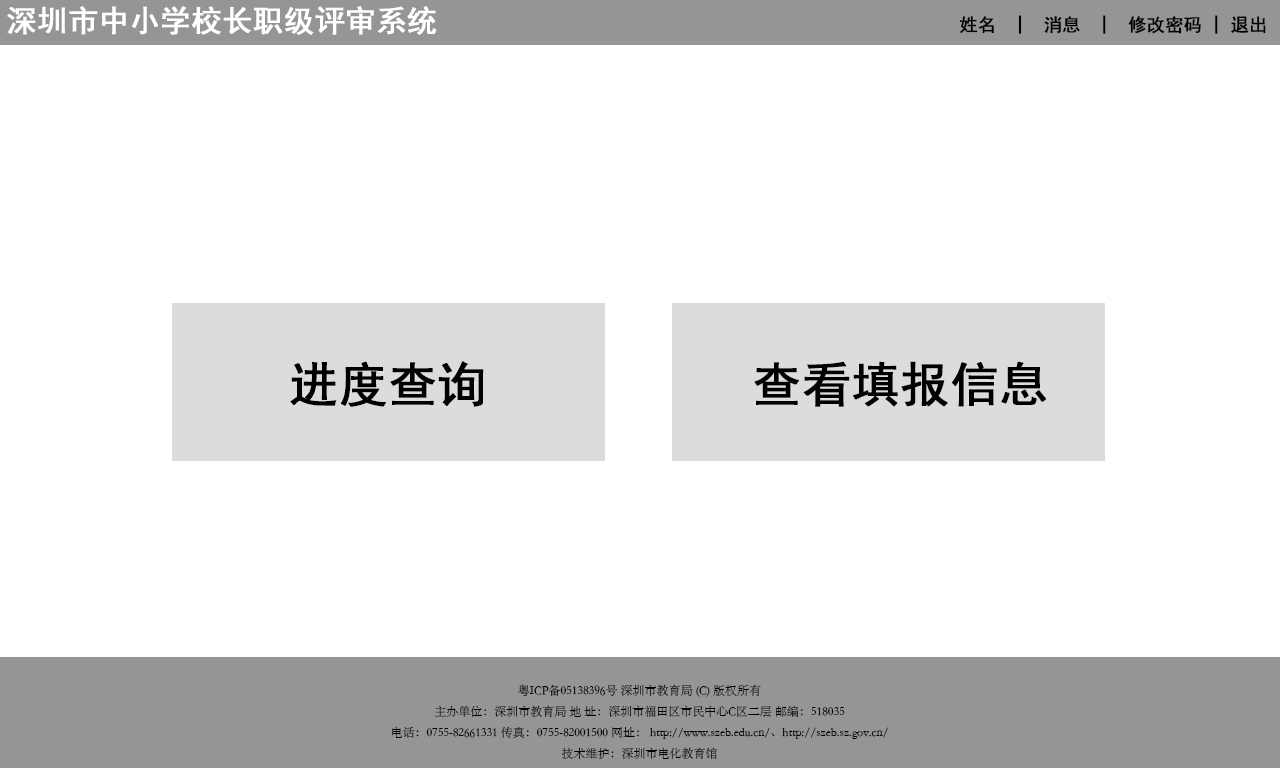 深圳市中小学校长职级评审系统
姓名 | 消息 | 修改密码 | 退出
进度查询
查看填报信息
粤ICP备05138396号 深圳市教育局 (C) 版权所有
主办单位：深圳市教育局 地 址：深圳市福田区市民中心C区二层 邮编：518035
电话：0755-82661331 传真：0755-82001500 网址： http://www.szeb.edu.cn/、http://szeb.sz.gov.cn/
技术维护：深圳市电化教育馆